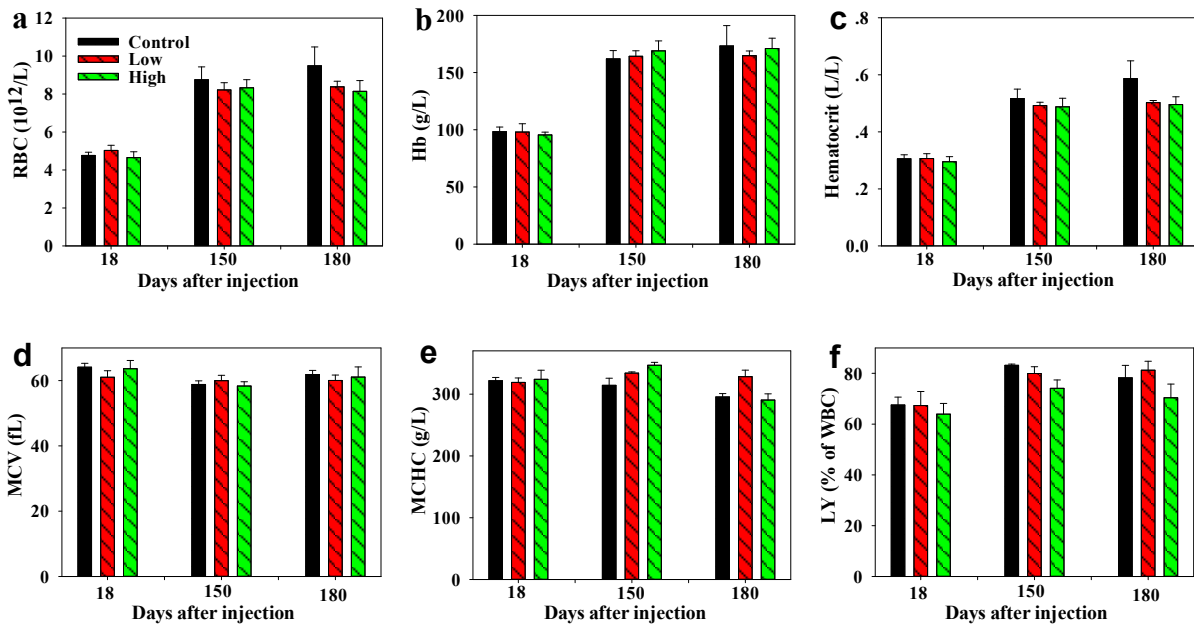 a
12
10
8
6
4
2
0
RBC (10¹²/L)
Control
Low
High
18
150
180
Days after injection
b
200
150
100
50
0
Hb (g/L)
18
150
180
Days after injection
c
.8
.6
.4
.2
0.0
Hematocrit (L/L)
18
150
180
Days after injection
d
60
40
20
0
MCV (fL)
18
150
180
Days after injection
e
300
200
100
0
MCHC (g/L)
18
150
180
Days after injection
f
80
60
40
20
0
LY (% of WBC)
18
150
180
Days after injection